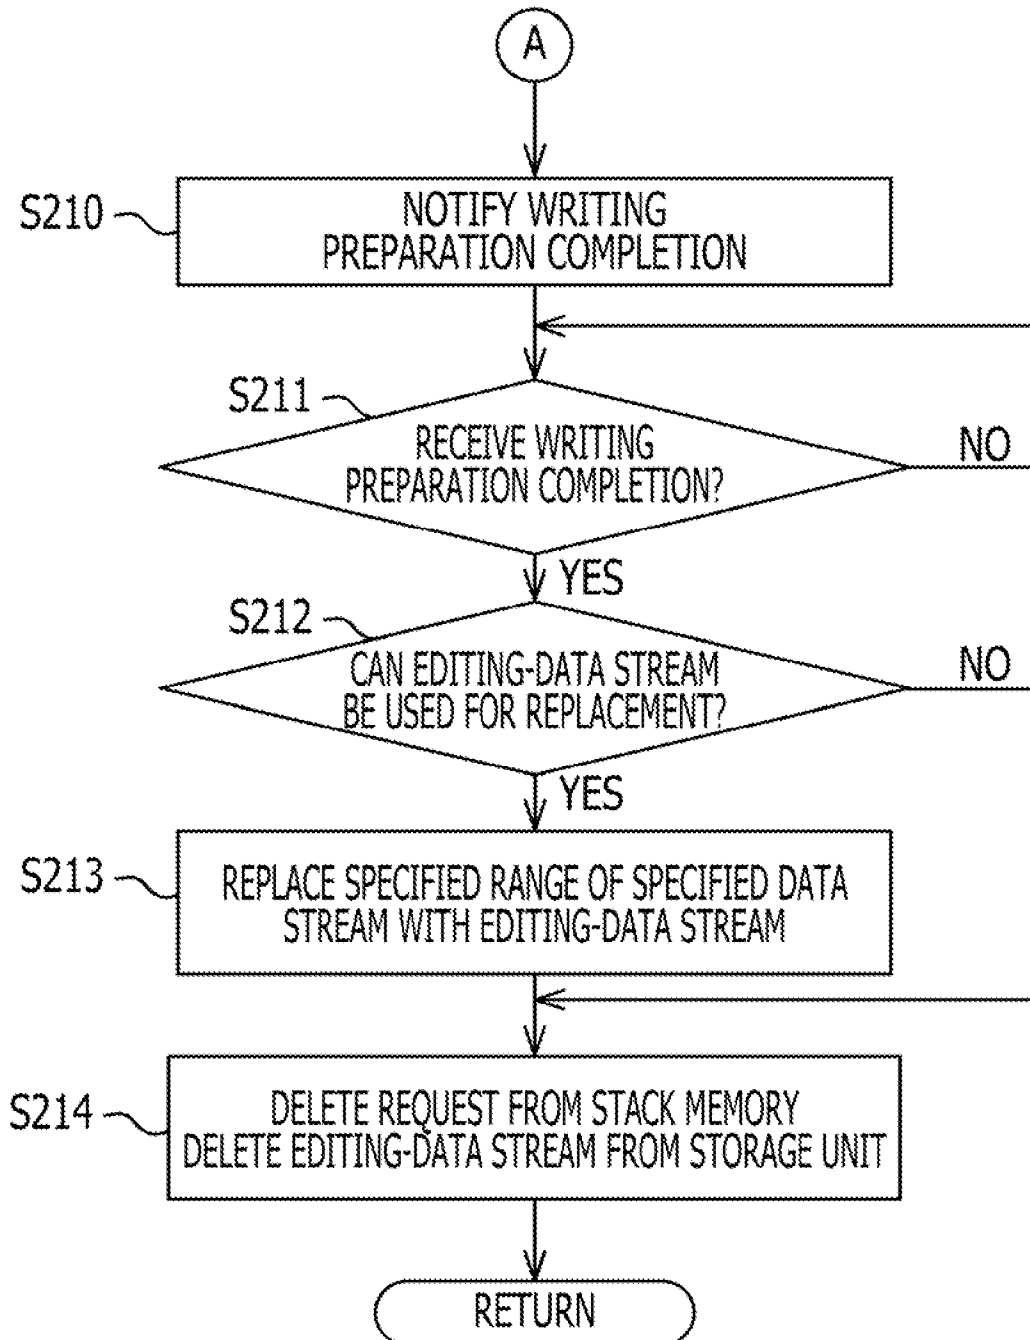 A
S210
NOTIFY WRITING
PREPARATION COMPLETION
S211
RECEIVE WRITING
PREPARATION COMPLETION?
NO
YES
S212
CAN EDITING-DATA STREAM
BE USED FOR REPLACEMENT?
NO
YES
S213
REPLACE SPECIFIED RANGE OF SPECIFIED DATA
STREAM WITH EDITING-DATA STREAM
S214
DELETE REQUEST FROM STACK MEMORY
DELETE EDITING-DATA STREAM FROM STORAGE UNIT
RETURN